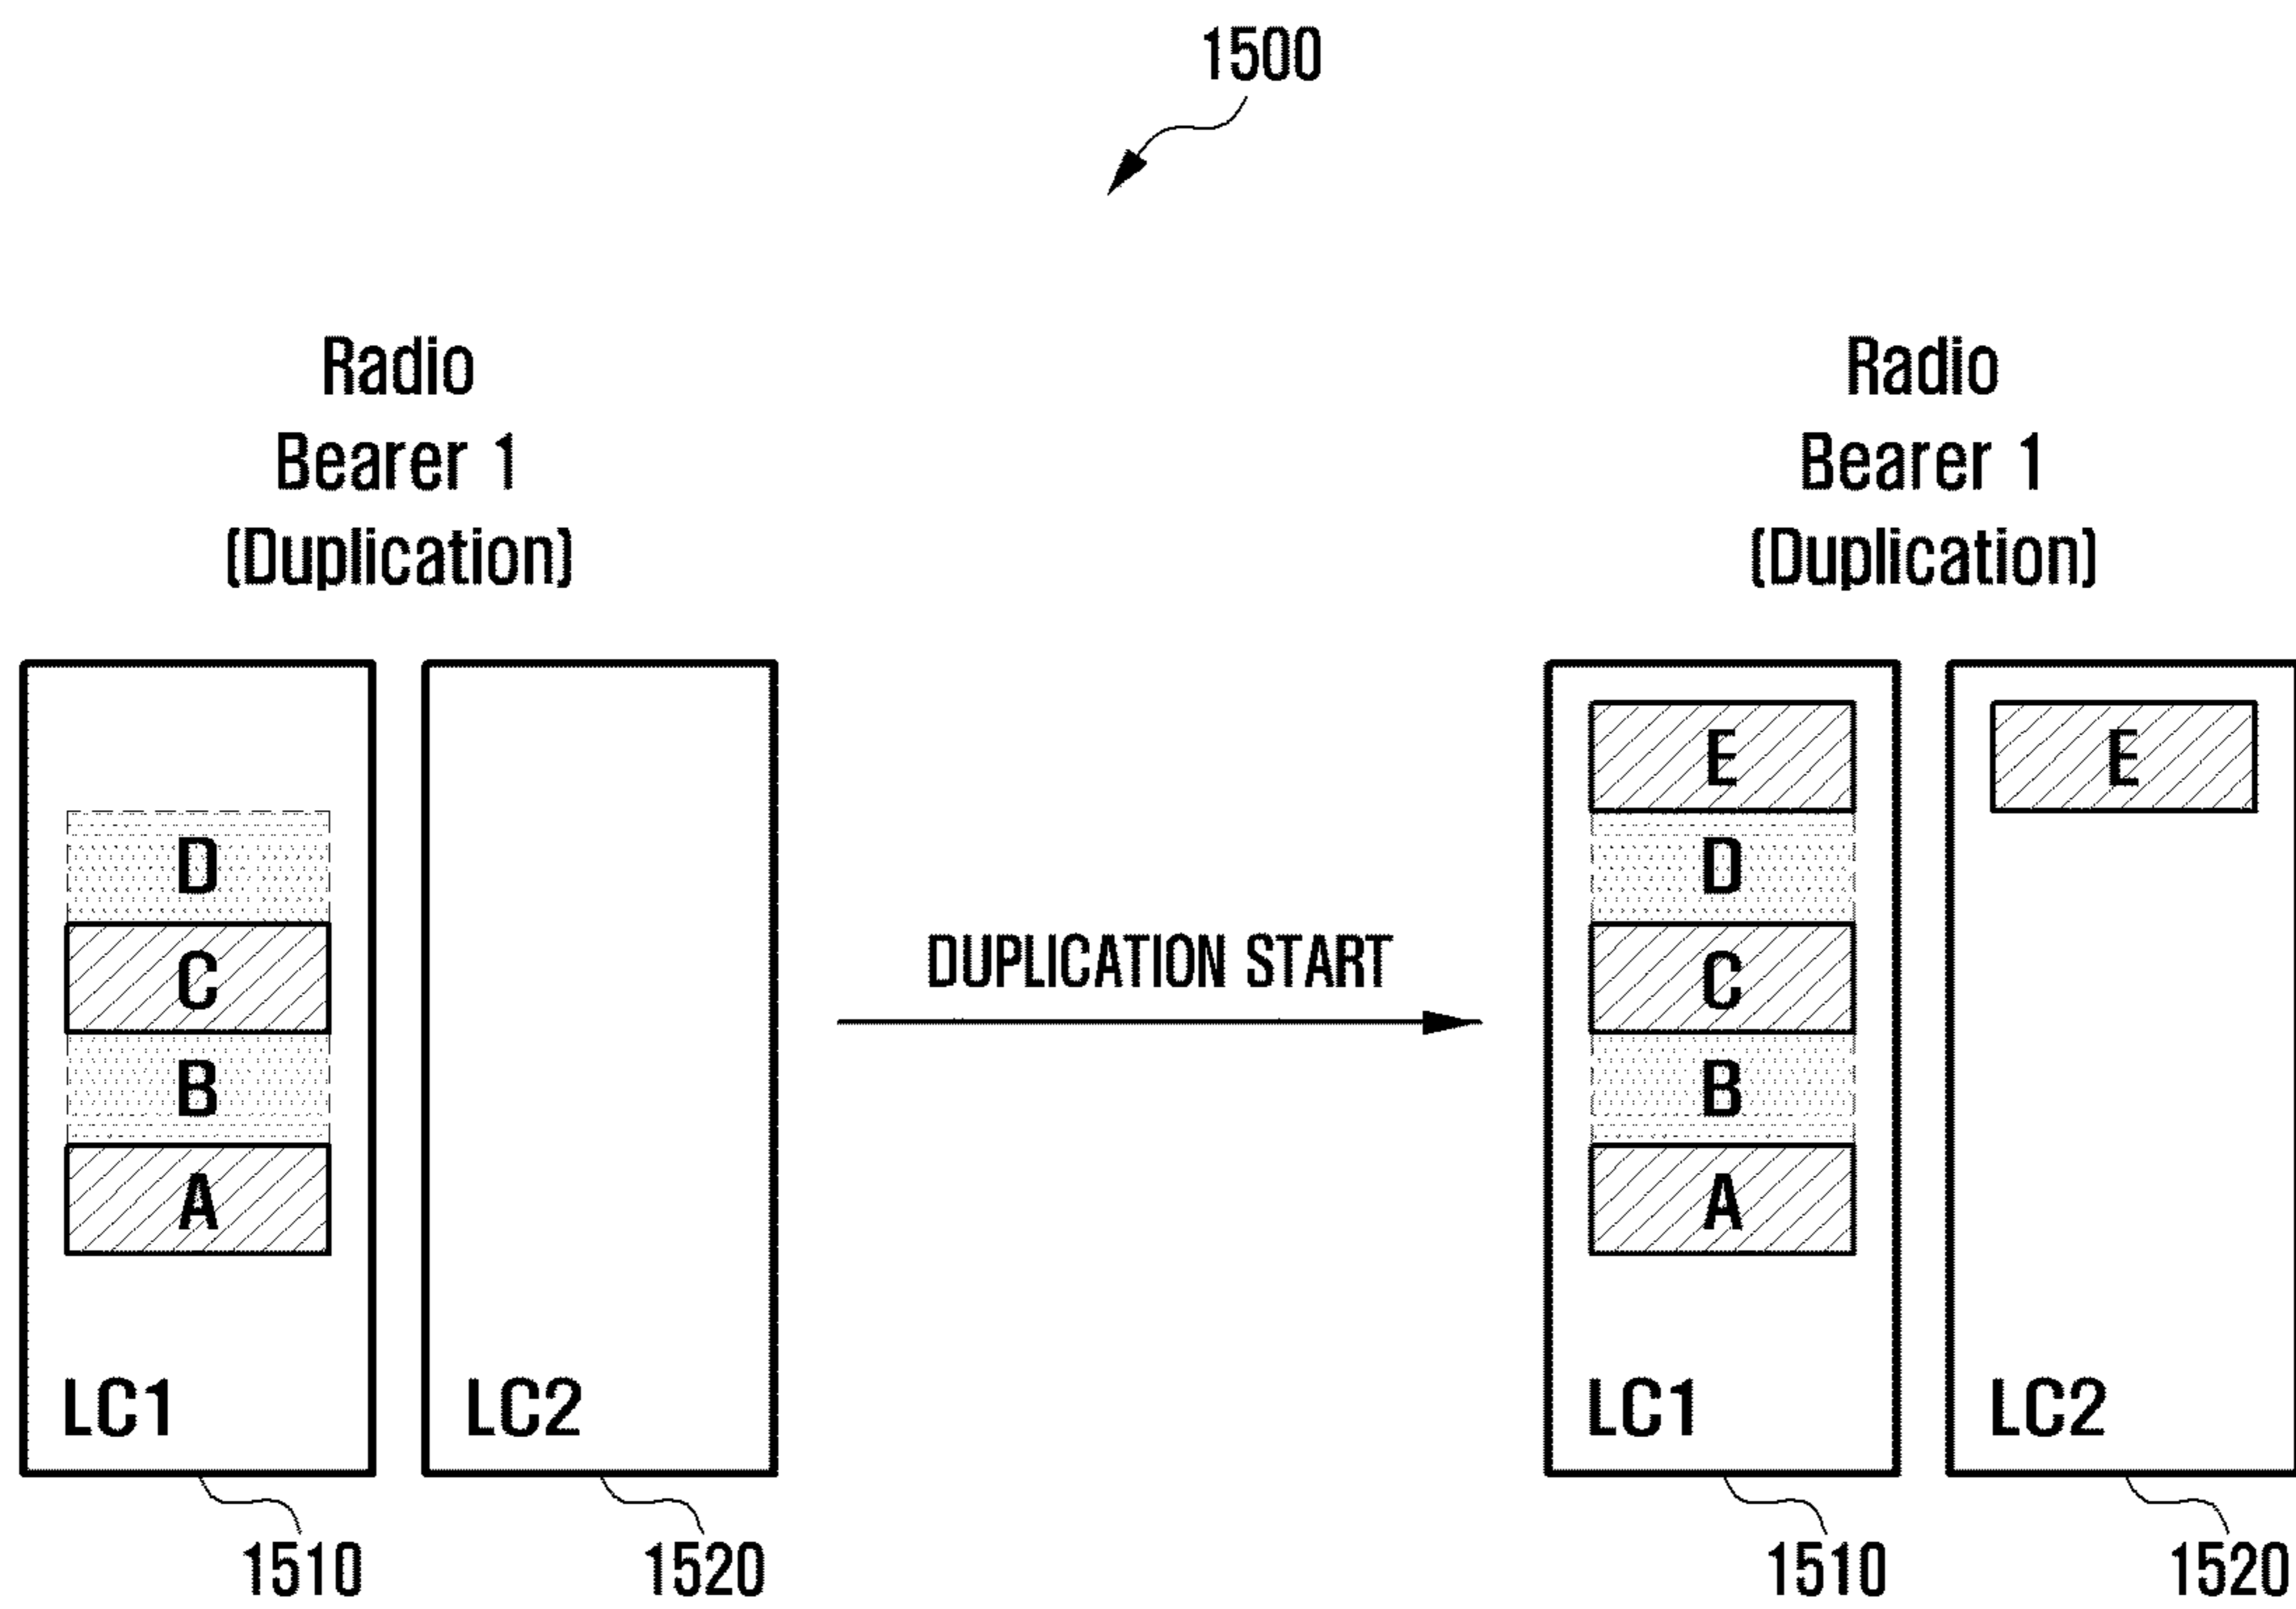 1500
Radio
Bearer 1
(Duplication)
D
C
B
A
LC1
LC2
1510
1520
DUPLICATION START
Radio
Bearer 1
(Duplication)
E
D
C
B
A
LC1
E
LC2
1510
1520